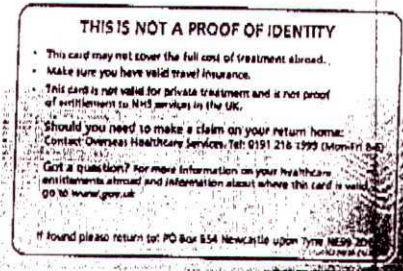 THIS IS NOT A PROOF OF IDENTITY
• This card may not cover the full cost of treatment abroad.
• Make sure you have valid travel insurance.
• This card is not valid for private treatment and is not proof
of entitlement to NHS services in the UK.
Should you need to make a claim on your return home:
Contact Overseas Healthcare Services, Tel: 0191 218 1999 (Mon-Fri 8-6)
Got a question? For more information on your healthcare
entitlements abroad and information about where this card is valid
go to www.gov.uk
If found please return to: PO Box 854 Newcastle upon Tyne NE99